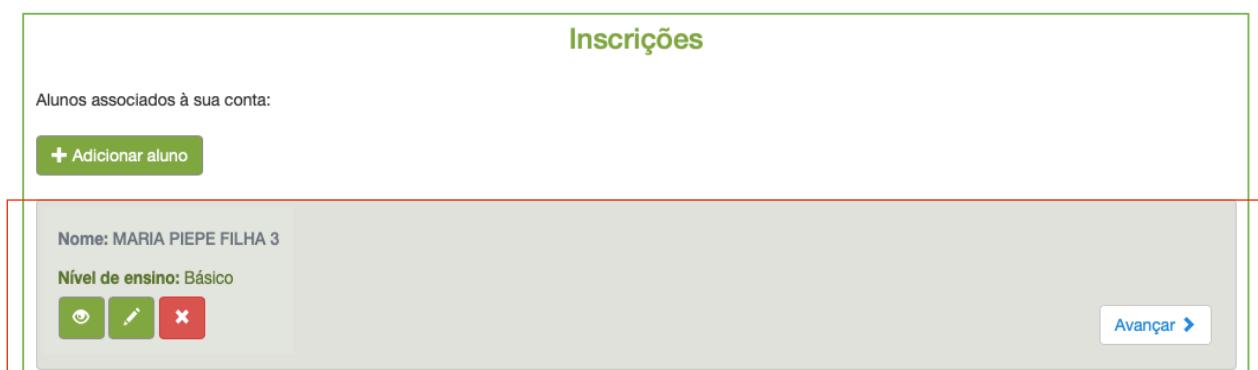 Inscrições
Alunos associados à sua conta:
Adicionar aluno
Nome: MARIA PIEPE FILHA 3
Nível de ensino: Básico
Avançar